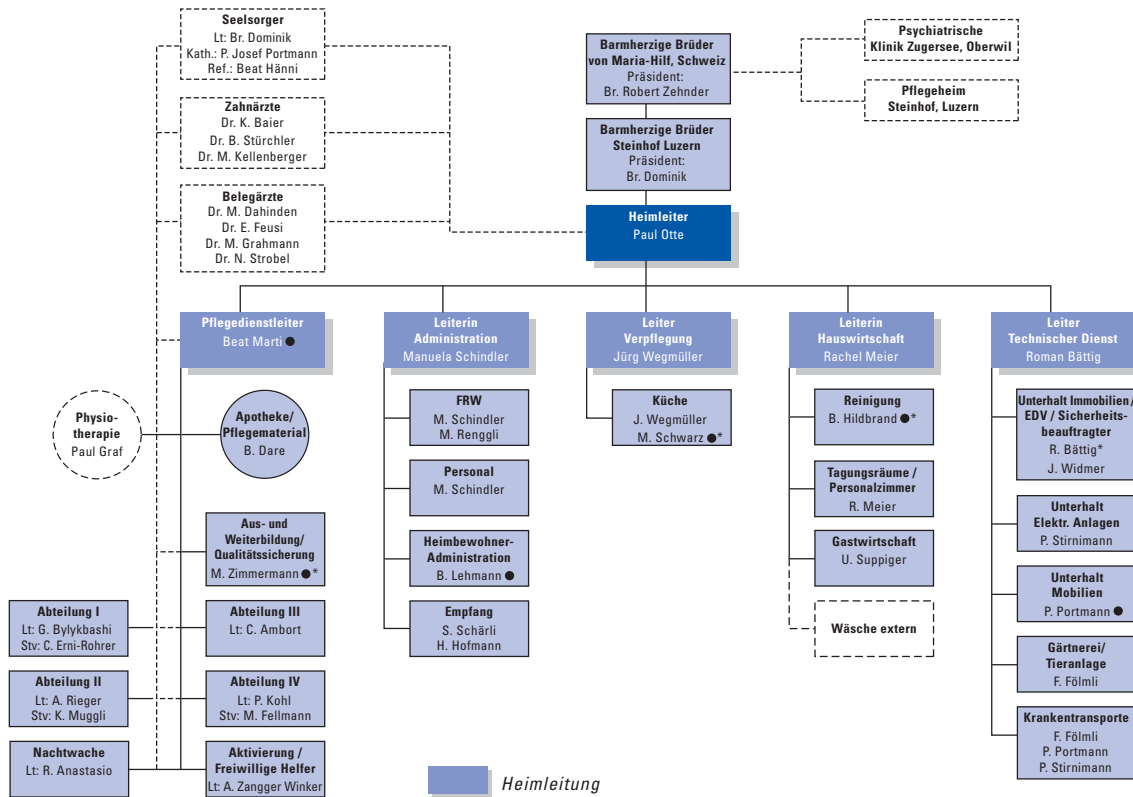 Seelsorger
Lt: Br. Dominik
Kath.: P. Josef Portmann
Ref.: Beat Hänni
Zahnärzte
Dr. K. Baier
Dr. B. Stürchler
Dr. M. Kellenberger
Belegärzte
Dr. M. Dahinden
Dr. E. Feusi
Dr. M. Grahmann
Dr. N. Strobel
Barmherzige Brüder
von Maria-Hilf, Schweiz
Präsident:
Br. Robert Zehnder
Psychiatrische
Klinik Zugersee, Oberwil
Pflegeheim
Steinhof, Luzern
Barmherzige Brüder
Steinhof Luzern
Präsident:
Br. Dominik
Heimleiter
Paul Otte
Pflegedienstleiter
Beat Marti ●
Leiterin
Administration
Manuela Schindler
Leiter
Verpflegung
Jürg Wegmüller
Leiterin
Hauswirtschaft
Rachel Meier
Leiter
Technischer Dienst
Roman Bättig
Physio-
therapie
Paul Graf
Apotheke/
Pflegematerial
B. Dare
Aus- und
Weiterbildung/
Qualitätssicherung
M. Zimmermann ●*
Abteilung I
Lt: G. Bylykbashi
Stv: C. Erni-Rohrer
Abteilung III
Lt: C. Ambort
Abteilung II
Lt: A. Rieger
Stv: K. Muggli
Abteilung IV
Lt: P. Kohl
Stv: M. Fellmann
Nachtwache
Lt: R. Anastasio
Aktivierung /
Freiwillige Helfer
Lt: A. Zangger Winker
FRW
M. Schindler
M. Renggli
Personal
M. Schindler
Heimbewohner-
Administration
B. Lehmann ●
Empfang
S. Schärli
H. Hofmann
Küche
J. Wegmüller
M. Schwarz ●*
Reinigung
B. Hildbrand ●*
Tagungsräume /
Personalzimmer
R. Meier
Gastwirtschaft
U. Suppiger
Wäsche extern
Unterhalt Immobilien/
EDV / Sicherheits-
beauftragter
R. Bättig*
J. Widmer
Unterhalt
Elektr. Anlagen
P. Stirnimann
Unterhalt
Mobilien
P. Portmann ●
Gärtnerei/
Tieranlage
F. Fölmli
Krankentransporte
F. Fölmli
P. Portmann
P. Stirnimann
Heimleitung